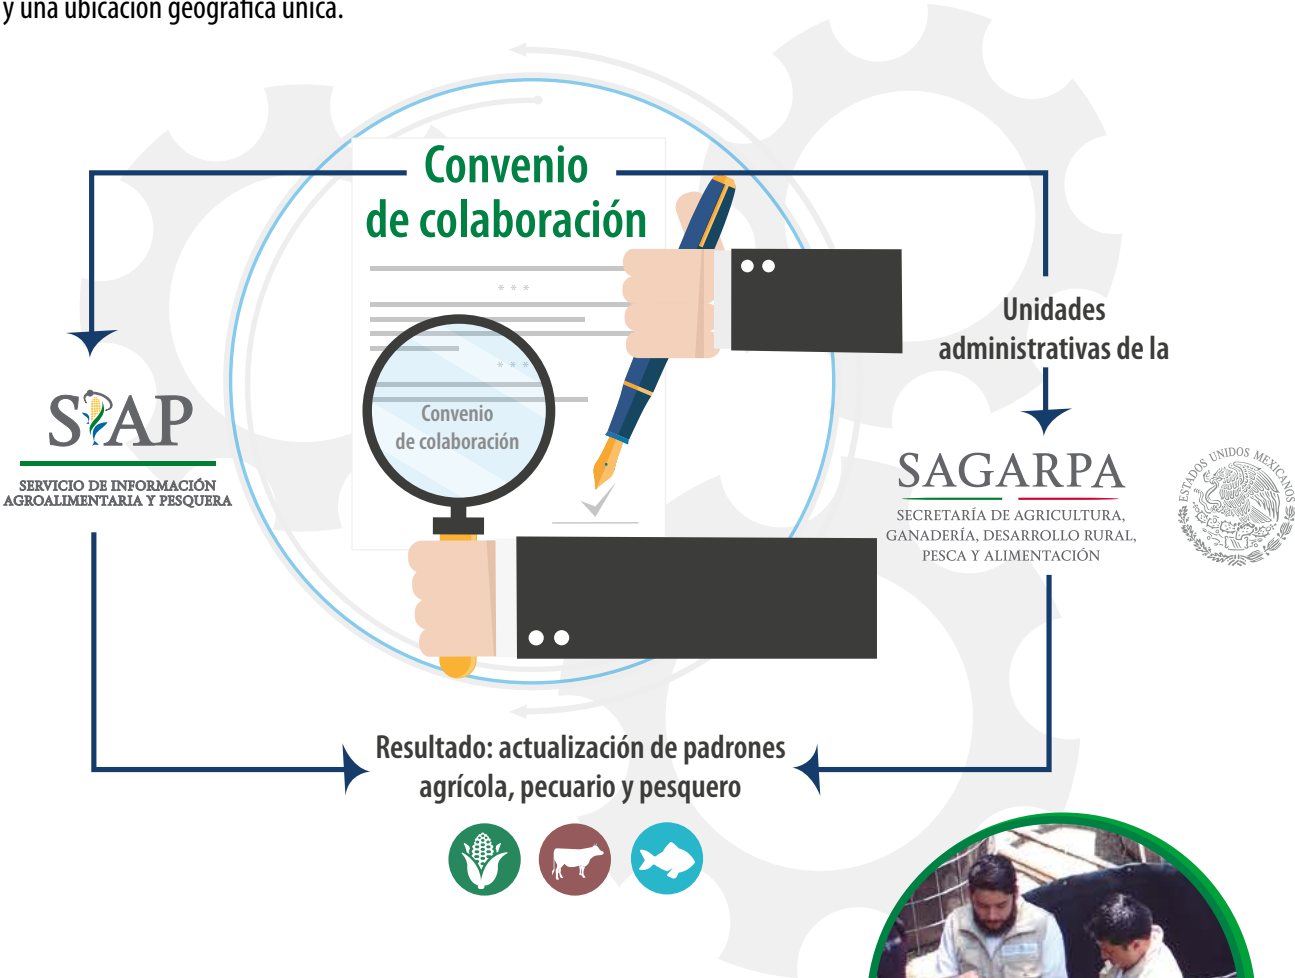 y una ubicación geográfica única.
Convenio
de colaboración
* * *
* * *
Convenio
de colaboración
Unidades
administrativas de la
SIAP
SERVICIO DE INFORMACIÓN
AGROALIMENTARIA Y PESQUERA
SAGARPA
SECRETARÍA DE AGRICULTURA,
GANADERÍA, DESARROLLO RURAL,
PESCA Y ALIMENTACIÓN
ESTADOS UNIDOS MEXICANOS
Resultado: actualización de padrones
agrícola, pecuario y pesquero